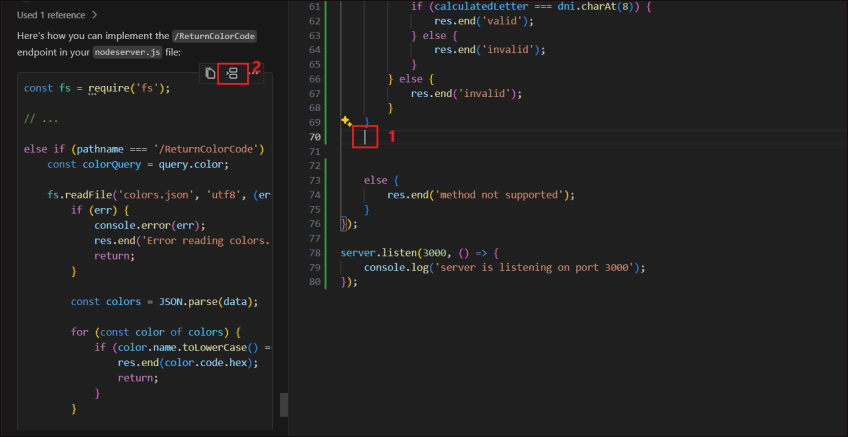 Used 1 reference
Here's how you can implement the /ReturnColorCode
endpoint in your nodeserver.js file:
2
const fs = require('fs');
// ...
else if (pathname === '/ReturnColorCode')
    const colorQuery = query.color;
    fs.readFile('colors.json', 'utf8', (er
        if (err) {
            console.error(err);
            res.end('Error reading colors.
            return;
        }
        const colors = JSON.parse(data);
        for (const color of colors) {
            if (color.name.toLowerCase() ==
                res.end(color.code.hex);
                return;
            }
        }
61 if (calculatedLetter === dni.charAt(8)) {
62 res.end('valid');
63 } else {
64 res.end('invalid');
65 }
66 } else {
67 res.end('invalid');
68 }
69 }
70 1
71
72
73 else {
74 res.end('method not supported');
75 }
76 });
77
78 server.listen(3000, () => {
79 console.log('server is listening on port 3000');
80 });